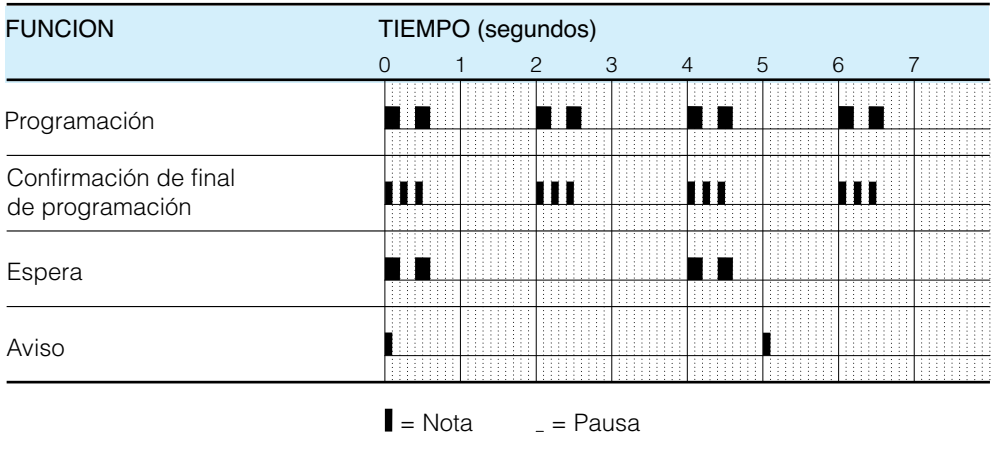 FUNCION TIEMPO (segundos)
0 1 2 3 4 5 6 7
Programación
Confirmación de final
de programación
Espera
Aviso
= Nota _ = Pausa